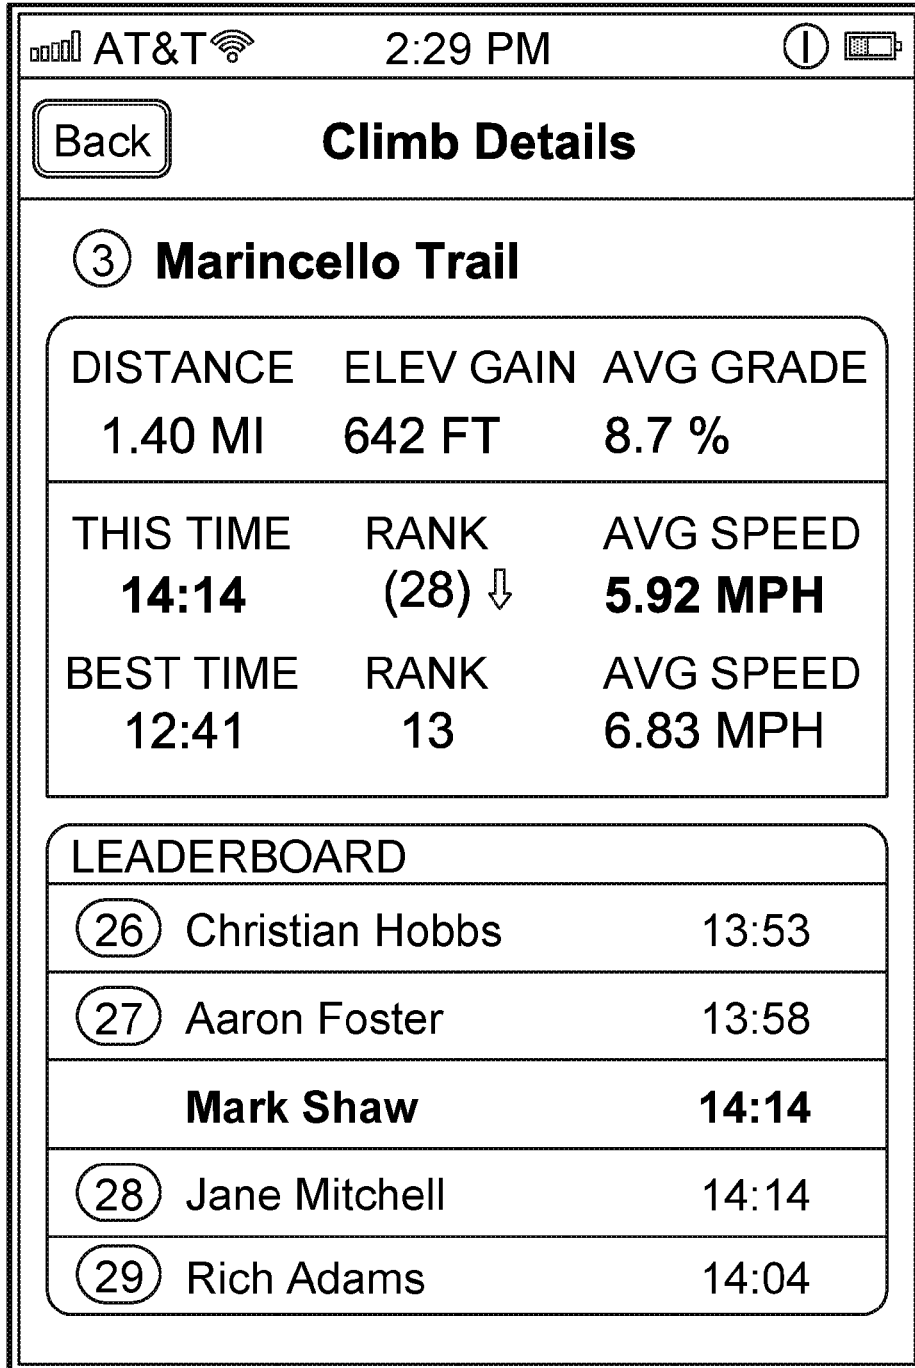 AT&T 2:29 PM
Back Climb Details
3 Marincello Trail
DISTANCE ELEV GAIN AVG GRADE
1.40 MI 642 FT 8.7 %
THIS TIME RANK AVG SPEED
14:14 (28) 5.92 MPH
BEST TIME RANK AVG SPEED
12:41 13 6.83 MPH
LEADERBOARD
26 Christian Hobbs 13:53
27 Aaron Foster 13:58
Mark Shaw 14:14
28 Jane Mitchell 14:14
29 Rich Adams 14:04